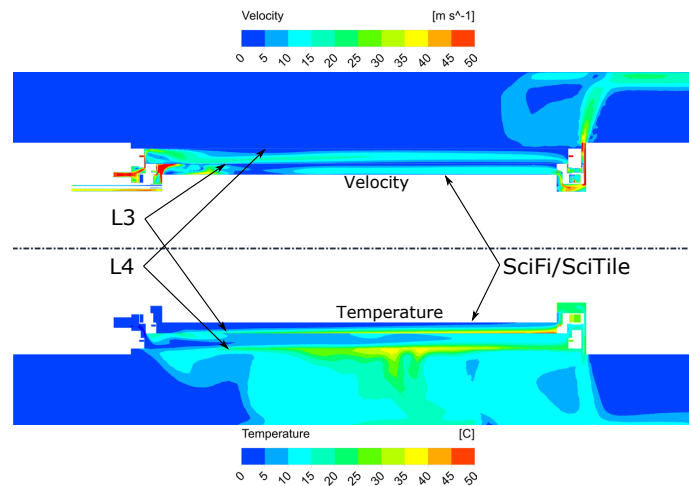 Velocity [m s^-1]
0 5 10 15 20 25 30 35 40 45 50
Velocity
L3
L4
SciFi/SciTile
Temperature
Temperature [C]
0 5 10 15 20 25 30 35 40 45 50